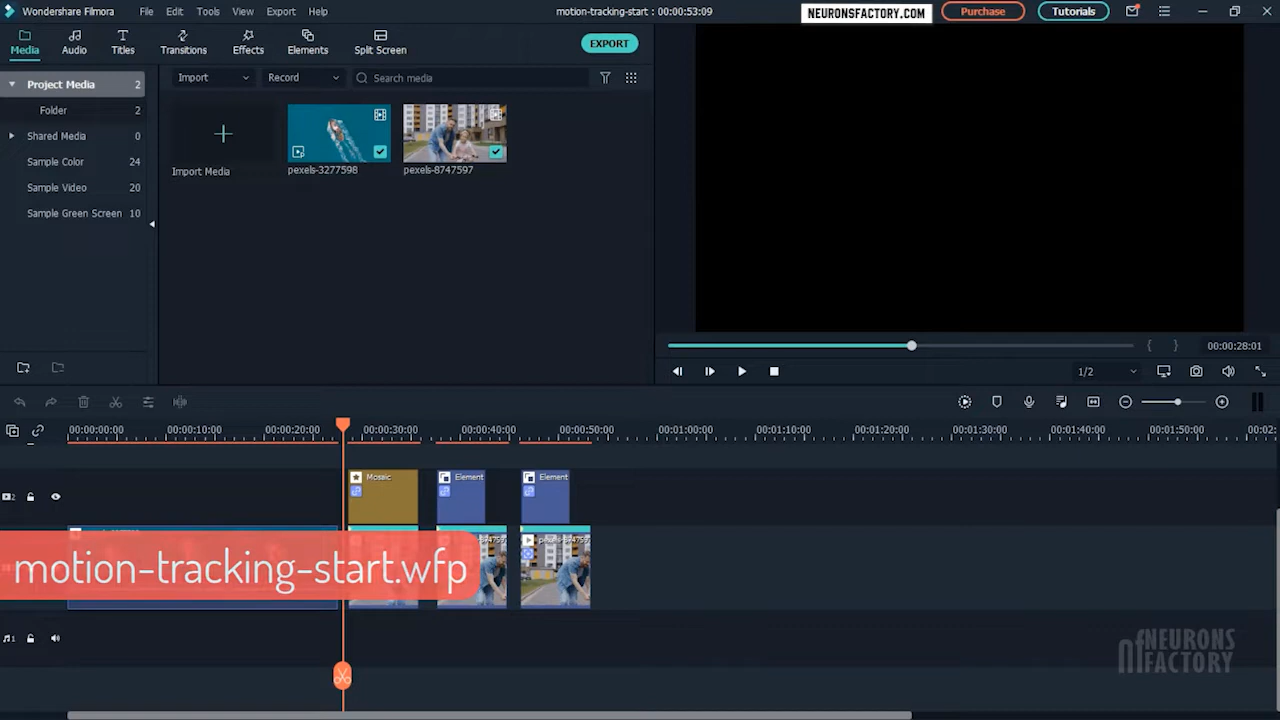 Wondershare Filmora File Edit Tools View Export Help motion-tracking-start : 00:00:53:09 NEURONSFACTORY.COM Purchase Tutorials
Media Audio Titles Transitions Effects Elements Split Screen EXPORT
Project Media 2
Folder 2
Shared Media 0
Sample Color 24
Sample Video 20
Sample Green Screen 10
Import Record Search media
Import Media
pexels-3277598
pexels-8747597
{ } 00:00:28:01
1/2
00:00:00:00 00:00:10:00 00:00:20:00 00:00:30:00 00:00:40:00 00:00:50:00 00:01:00:00 00:01:10:00 00:01:20:00 00:01:30:00 00:01:40:00 00:01:50:00 00:02:
2 Mosaic Element Element
motion-tracking-start.wfp
1
NEURONS
FACTORY